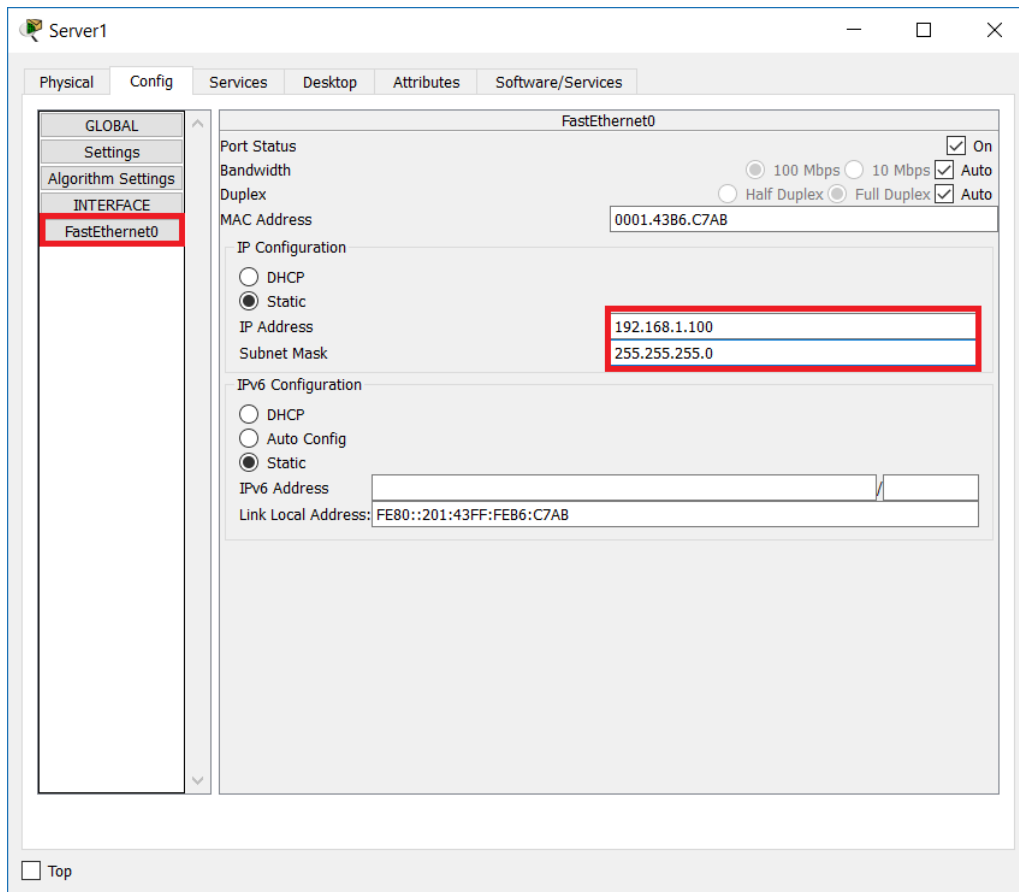 Server1
Physical Config Services Desktop Attributes Software/Services
GLOBAL
Settings
Algorithm Settings
INTERFACE
FastEthernet0
FastEthernet0
Port Status On
Bandwidth 100 Mbps 10 Mbps Auto
Duplex Half Duplex Full Duplex Auto
MAC Address 0001.43B6.C7AB
IP Configuration
DHCP
Static
IP Address 192.168.1.100
Subnet Mask 255.255.255.0
IPv6 Configuration
DHCP
Auto Config
Static
IPv6 Address /
Link Local Address: FE80::201:43FF:FEB6:C7AB
Top